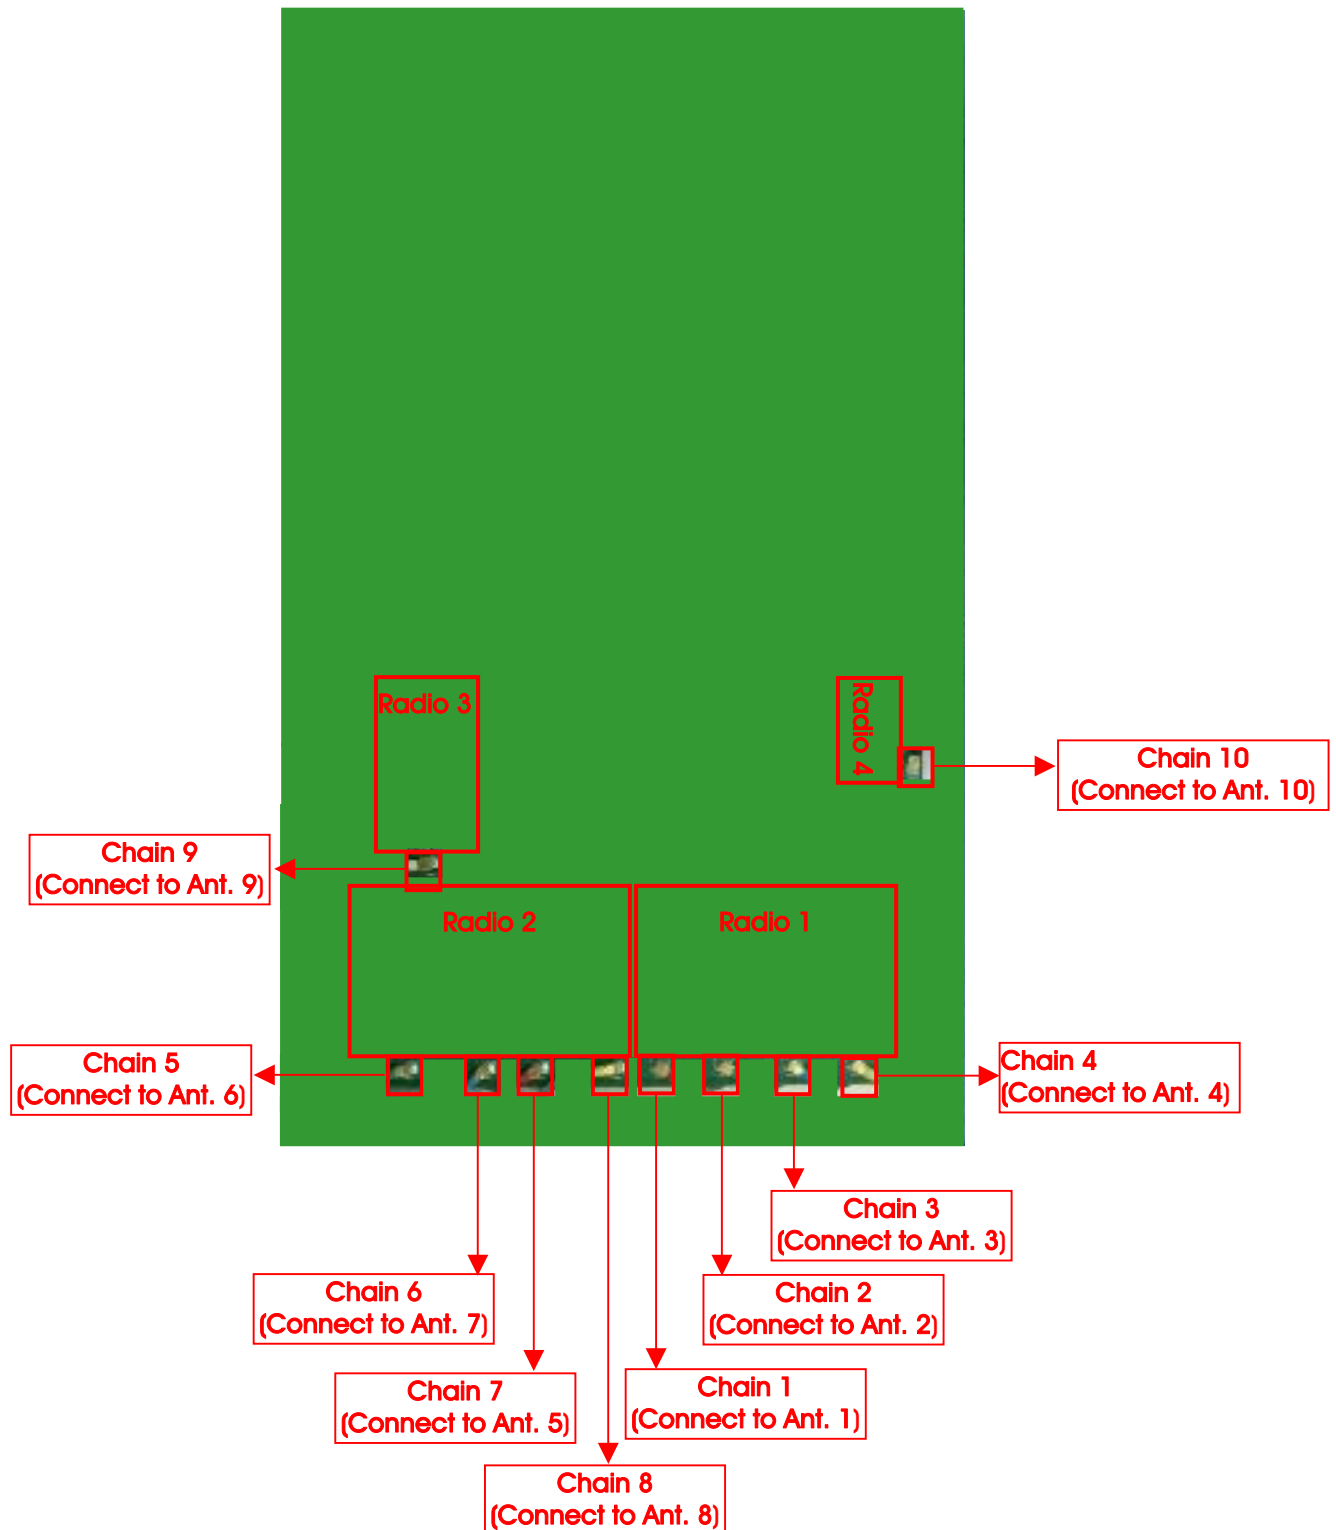 Radio 3
Radio 4
Chain 10
(Connect to Ant. 10)
Chain 9
(Connect to Ant. 9)
Radio 2
Radio 1
Chain 5
(Connect to Ant. 6)
Chain 4
(Connect to Ant. 4)
Chain 3
(Connect to Ant. 3)
Chain 6
(Connect to Ant. 7)
Chain 2
(Connect to Ant. 2)
Chain 7
(Connect to Ant. 5)
Chain 1
(Connect to Ant. 1)
Chain 8
(Connect to Ant. 8)